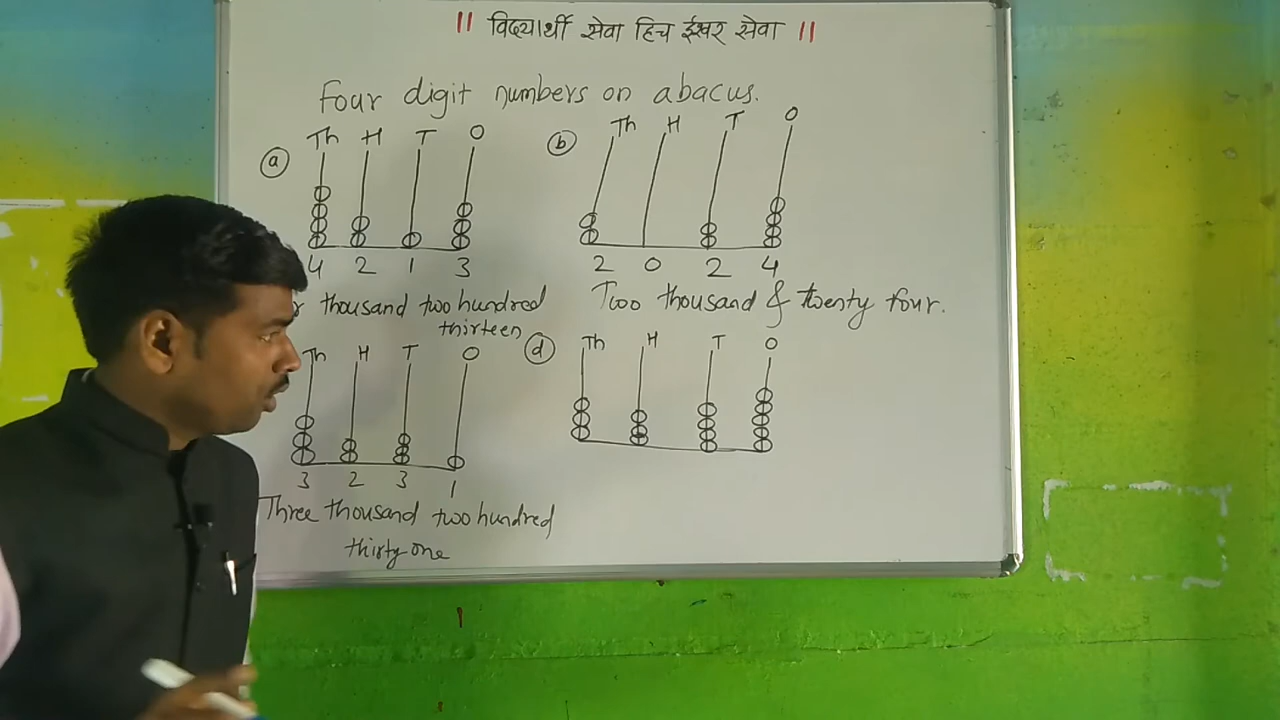 || विद्यार्थी सेवा हिच ईश्वर सेवा ||
Four digit numbers on abacus.
(a) Th H T O
4 2 1 3
thousand two hundred
thirteen
(b) Th H T O
2 0 2 4
Two thousand & twenty four.
Th H T O
3 2 3 1
Three thousand two hundred
thirty one
(d) Th H T O